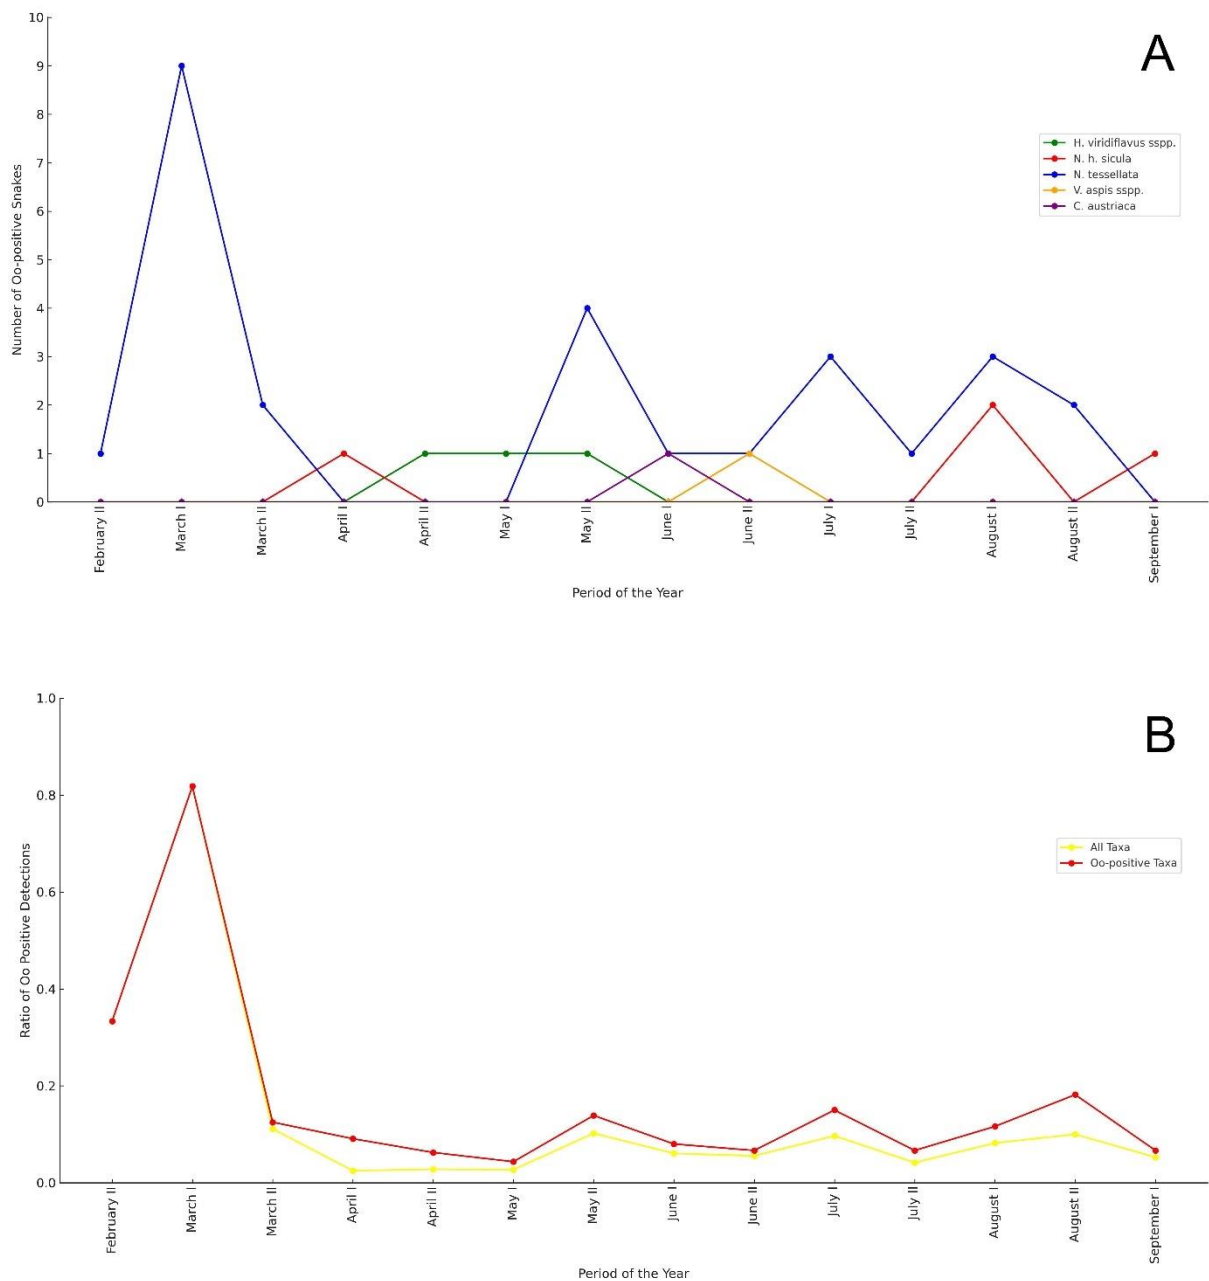 10
A
9
8
7
6
5
4
3
2
1
0
Number of Oo-positive Snakes
H. viridiflavus sspp.
N. h. sicula
N. tessellata
V. aspis sspp.
C. austriaca
February II
March I
March II
April I
April II
May I
May II
June I
June II
July I
July II
August I
August II
September I
Period of the Year
1.0
B
0.8
0.6
0.4
0.2
0.0
Ratio of Oo Positive Detections
All Taxa
Oo-positive Taxa
February II
March I
March II
April I
April II
May I
May II
June I
June II
July I
July II
August I
August II
September I
Period of the Year